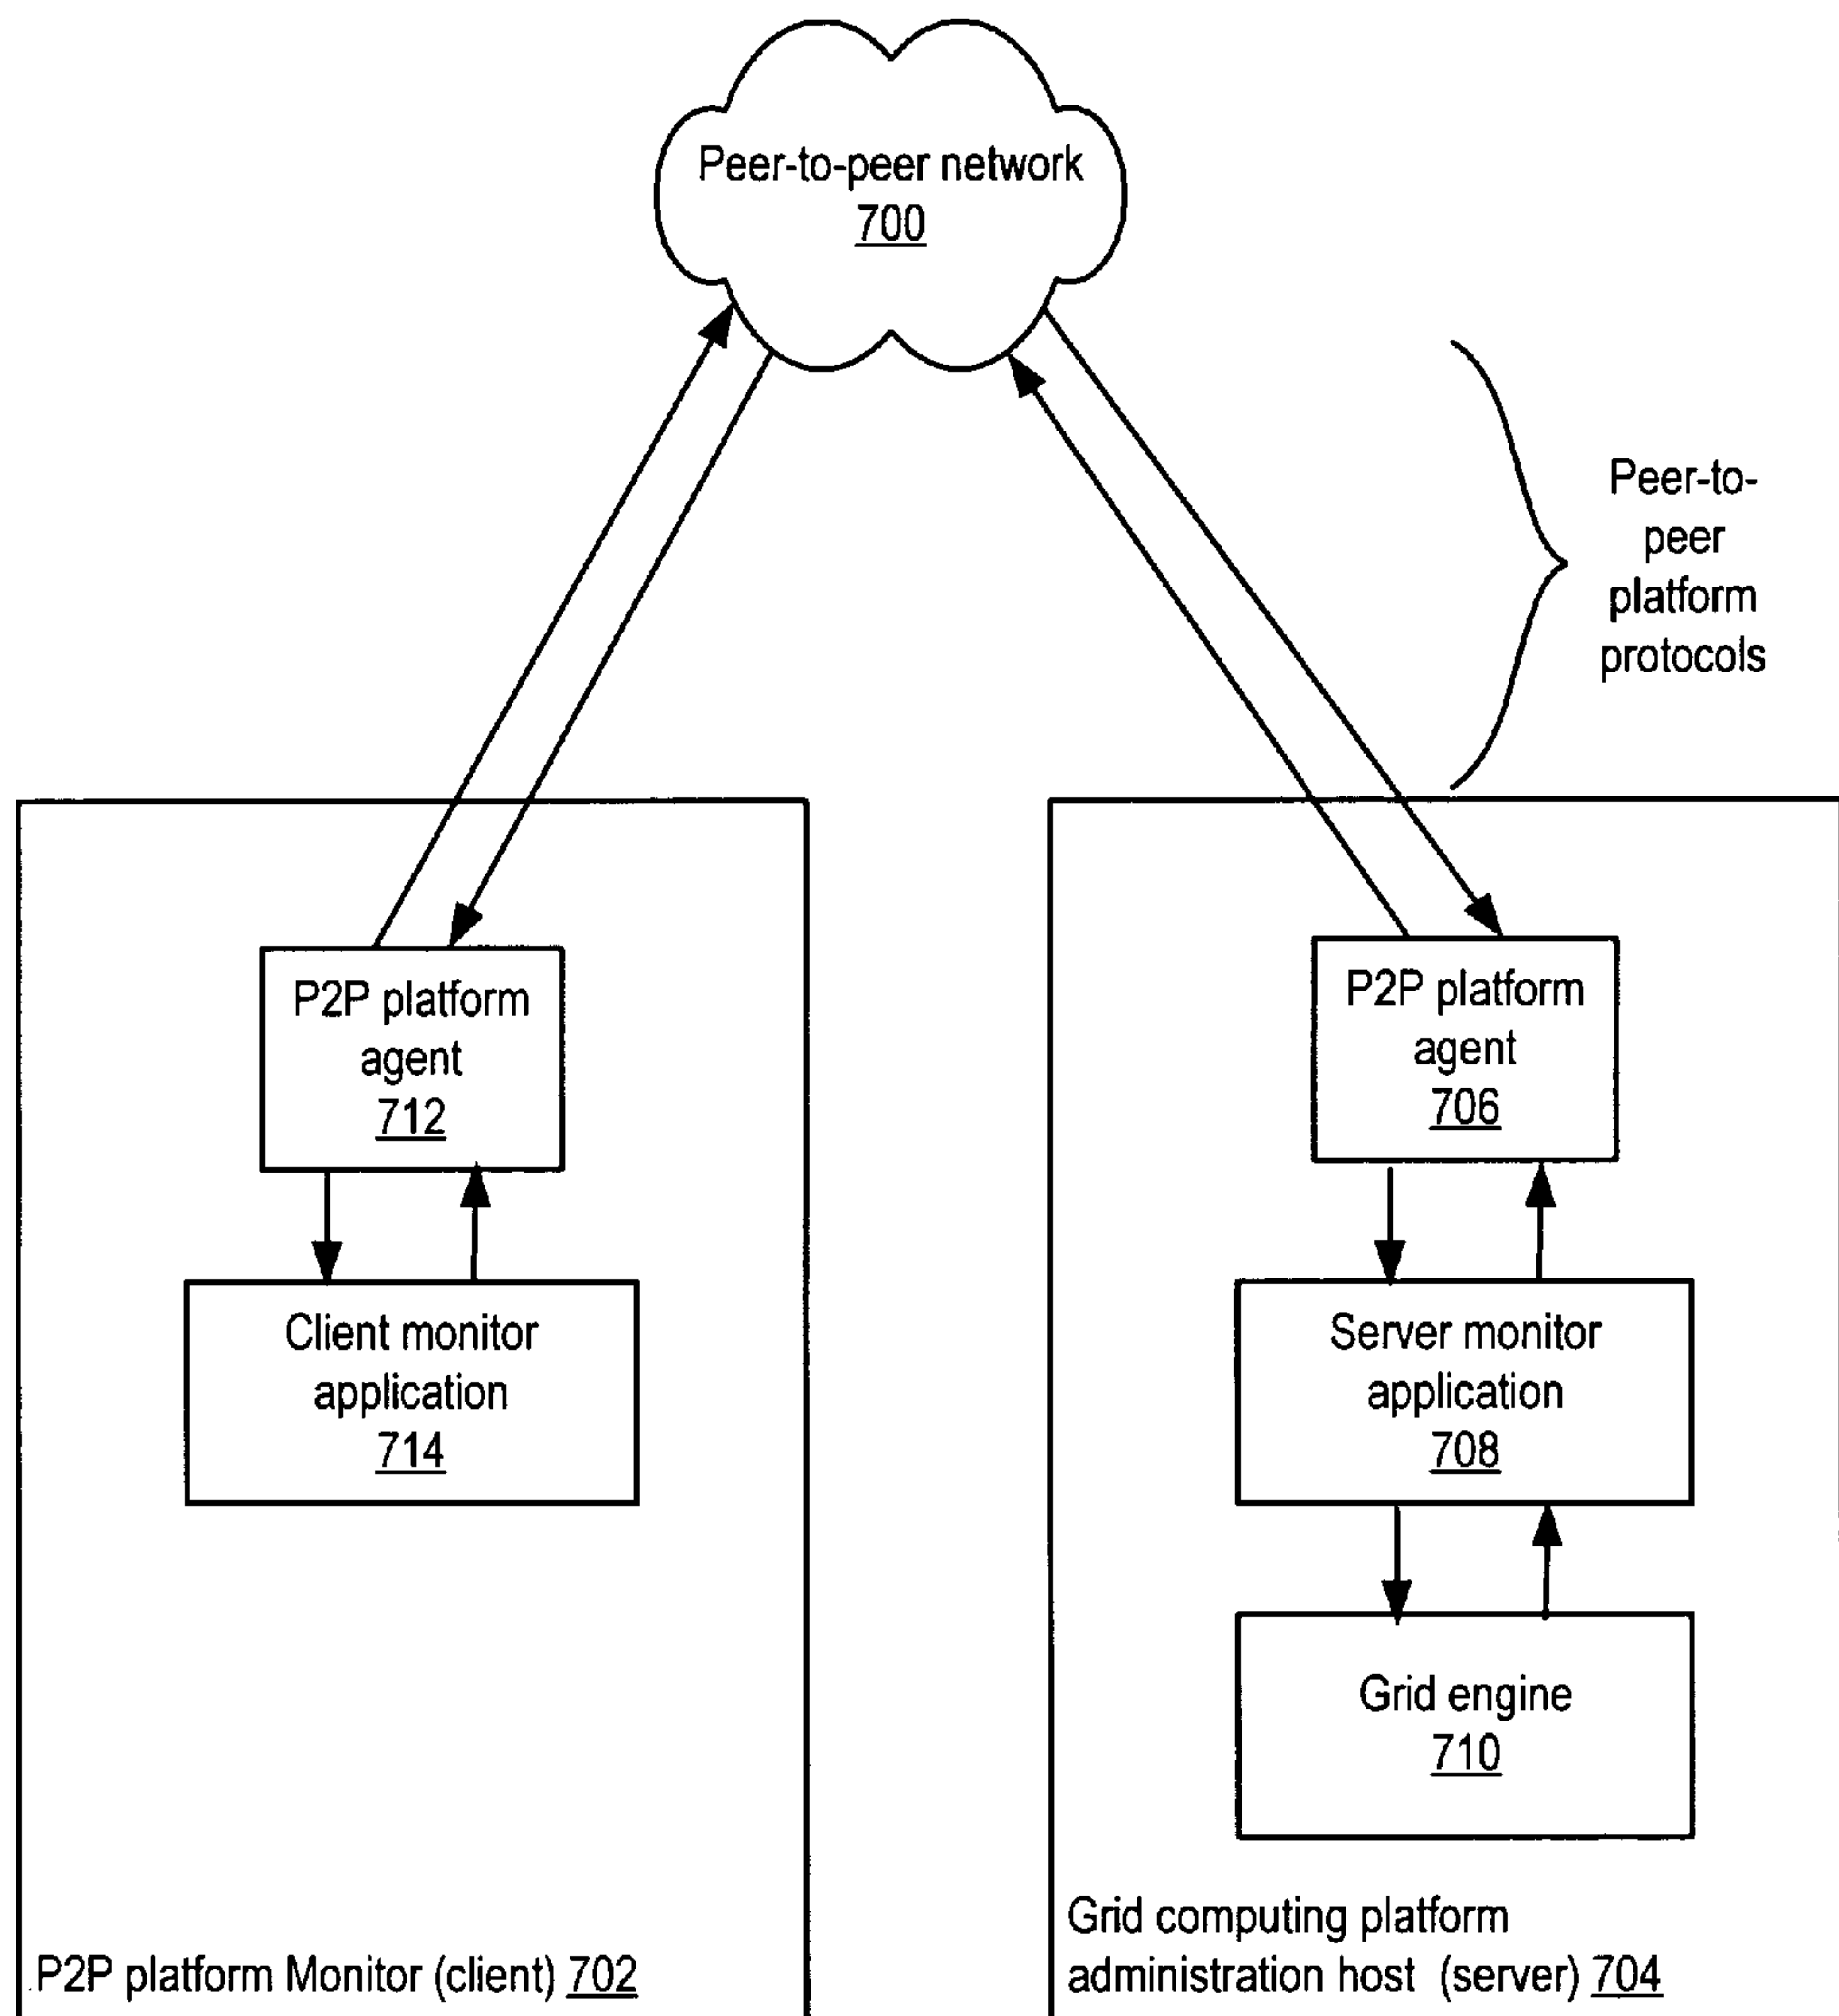 Peer-to-peer network
700
Peer-to-
peer
platform
protocols
P2P platform
agent
712
P2P platform
agent
706
Client monitor
application
714
Server monitor
application
708
Grid engine
710
P2P platform Monitor (client) 702
Grid computing platform
administration host (server) 704